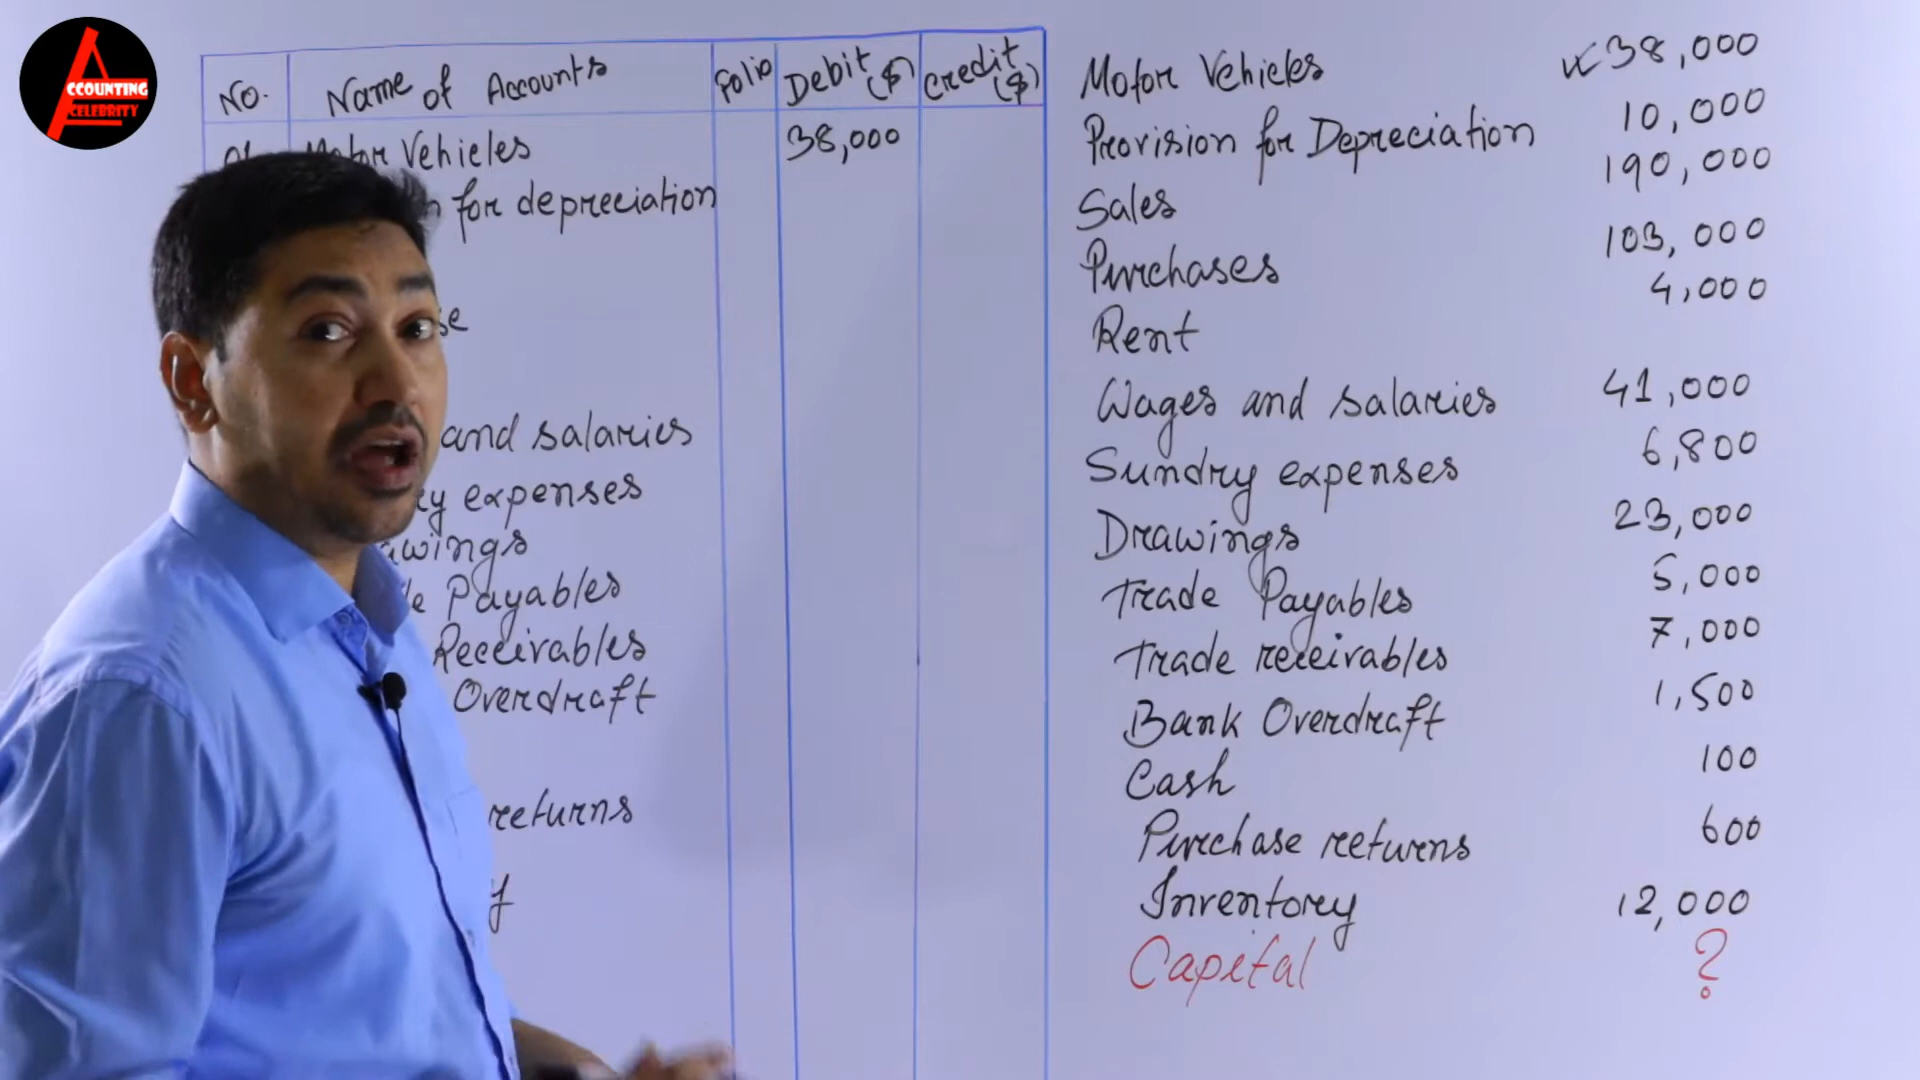 ACCOUNTING
CELEBRITY
No. Name of Accounts Folio Debit ($) Credit ($)
Motor Vehicles 38,000
for depreciation
and salaries
expenses
Payables
Receivables
Overdraft
returns
Motor Vehicles 38,000
Provision for Depreciation 10,000
Sales 190,000
Purchases 103,000
Rent 4,000
Wages and salaries 41,000
Sundry expenses 6,800
Drawings 23,000
Trade Payables 5,000
Trade receivables 7,000
Bank Overdraft 1,500
Cash 100
Purchase returns 600
Inventory 12,000
Capital ?